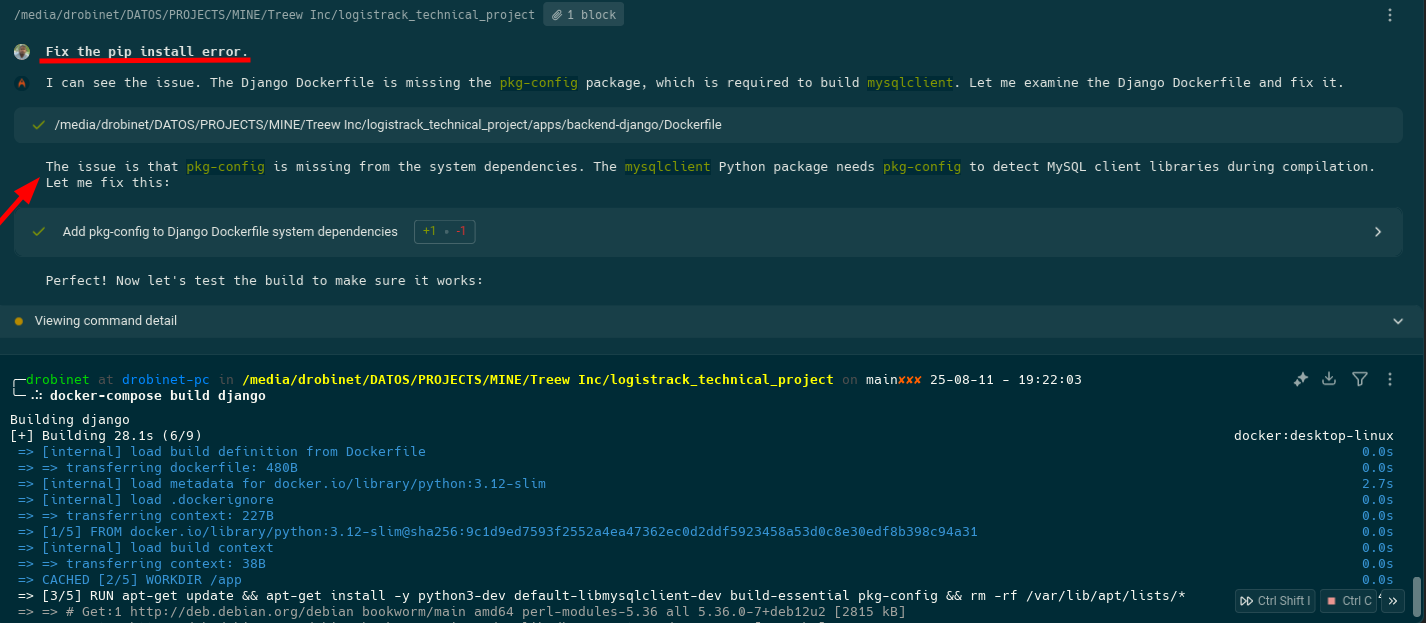 /media/drobinet/DATOS/PROJECTS/MINE/Treew Inc/logistrack_technical_project 1 block
Fix the pip install error.
I can see the issue. The Django Dockerfile is missing the pkg-config package, which is required to build mysqlclient. Let me examine the Django Dockerfile and fix it.
/media/drobinet/DATOS/PROJECTS/MINE/Treew Inc/logistrack_technical_project/apps/backend-django/Dockerfile
The issue is that pkg-config is missing from the system dependencies. The mysqlclient Python package needs pkg-config to detect MySQL client libraries during compilation.
Let me fix this:
Add pkg-config to Django Dockerfile system dependencies +1 • -1
Perfect! Now let's test the build to make sure it works:
Viewing command detail
drobinet at drobinet-pc in /media/drobinet/DATOS/PROJECTS/MINE/Treew Inc/logistrack_technical_project on main✘✘✘ 25-08-11 - 19:22:03
docker-compose build django
Building django
[+] Building 28.1s (6/9) docker:desktop-linux
=> [internal] load build definition from Dockerfile 0.0s
=> => transferring dockerfile: 480B 0.0s
=> [internal] load metadata for docker.io/library/python:3.12-slim 2.7s
=> [internal] load .dockerignore 0.0s
=> => transferring context: 227B 0.0s
=> [1/5] FROM docker.io/library/python:3.12-slim@sha256:9c1d9ed7593f2552a4ea47362ec0d2ddf5923458a53d0c8e30edf8b398c94a31 0.0s
=> [internal] load build context 0.0s
=> => transferring context: 38B 0.0s
=> CACHED [2/5] WORKDIR /app 0.0s
=> [3/5] RUN apt-get update && apt-get install -y python3-dev default-libmysqlclient-dev build-essential pkg-config && rm -rf /var/lib/apt/lists/*
=> => # Get:1 http://deb.debian.org/debian bookworm/main amd64 perl-modules-5.36 all 5.36.0-7+deb12u2 [2815 kB]
Ctrl Shift I Ctrl C